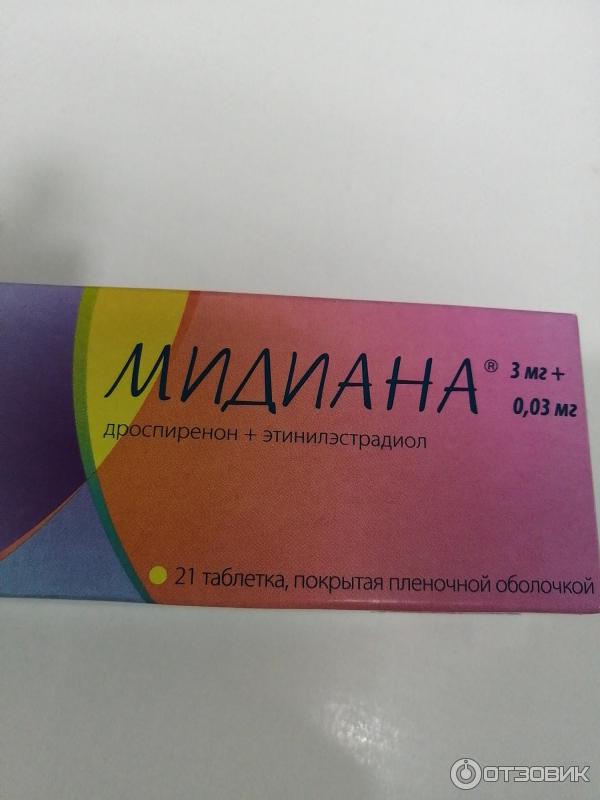 МИДИАНА® 3 мг +
0,03 мг
дроспиренон + этинилэстрадиол
21 таблетка, покрытая пленочной оболочкой
ОТЗОВИК